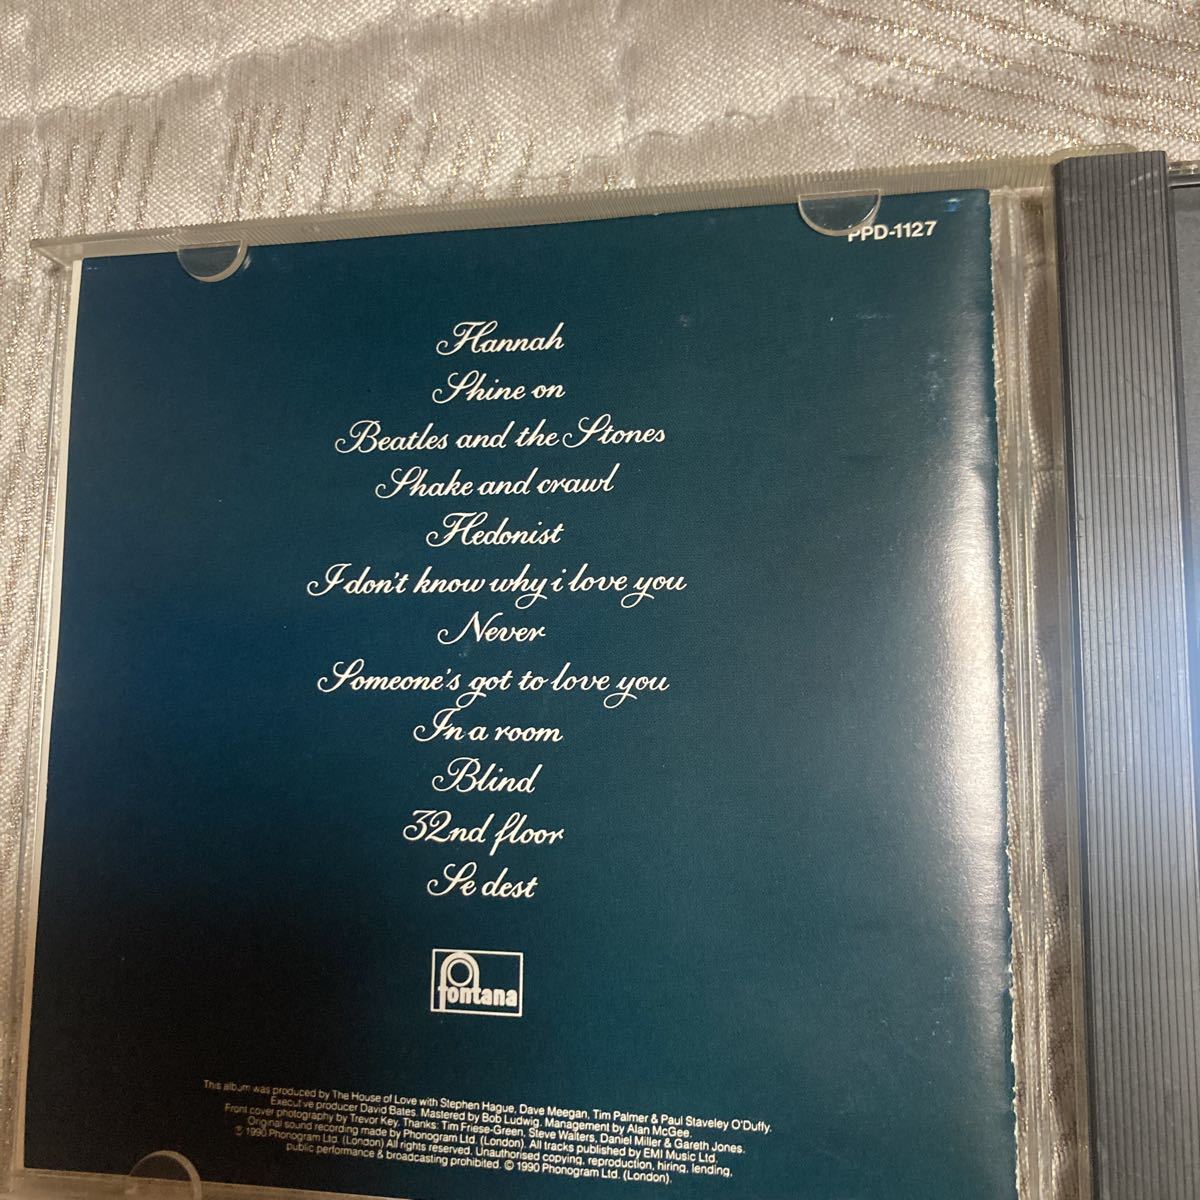 PPD-1127
Hannah
Shine on
Beatles and the Stones
Shake and crawl
Hedonist
I don't know why i love you
Never
Someone's got to love you
In a room
Blind
32nd floor
Se dest
fontana
This album was produced by The House of Love with Stephen Hague, Dave Meegan, Tim Palmer & Paul Staveley O'Duffy.
Executive producer David Bates. Mastered by Bob Ludwig. Management by Alan McGee.
Front cover photography by Trevor Key. Thanks: Tim Friese-Green, Steve Walters, Daniel Miller & Gareth Jones.
Original sound recording made by Phonogram Ltd. (London). All tracks published by EMI Music Ltd.
℗ 1990 Phonogram Ltd. (London) All rights reserved. Unauthorised copying, reproduction, hiring, lending,
public performance & broadcasting prohibited. © 1990 Phonogram Ltd. (London).